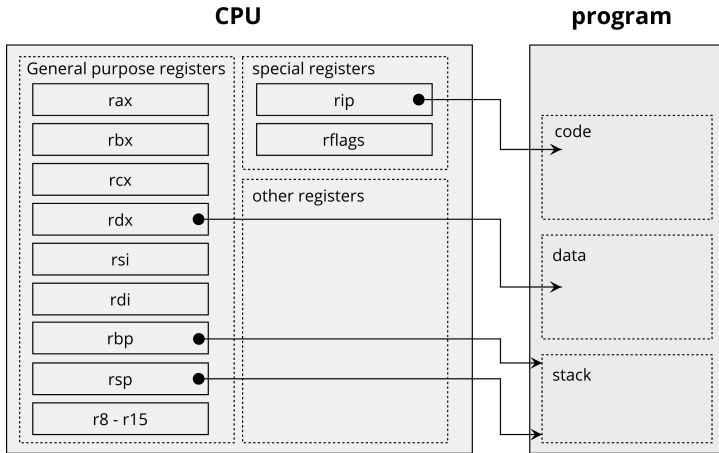 CPU
program
General purpose registers
rax
rbx
rcx
rdx
rsi
rdi
rbp
rsp
r8 - r15
special registers
rip
rflags
other registers
code
data
stack